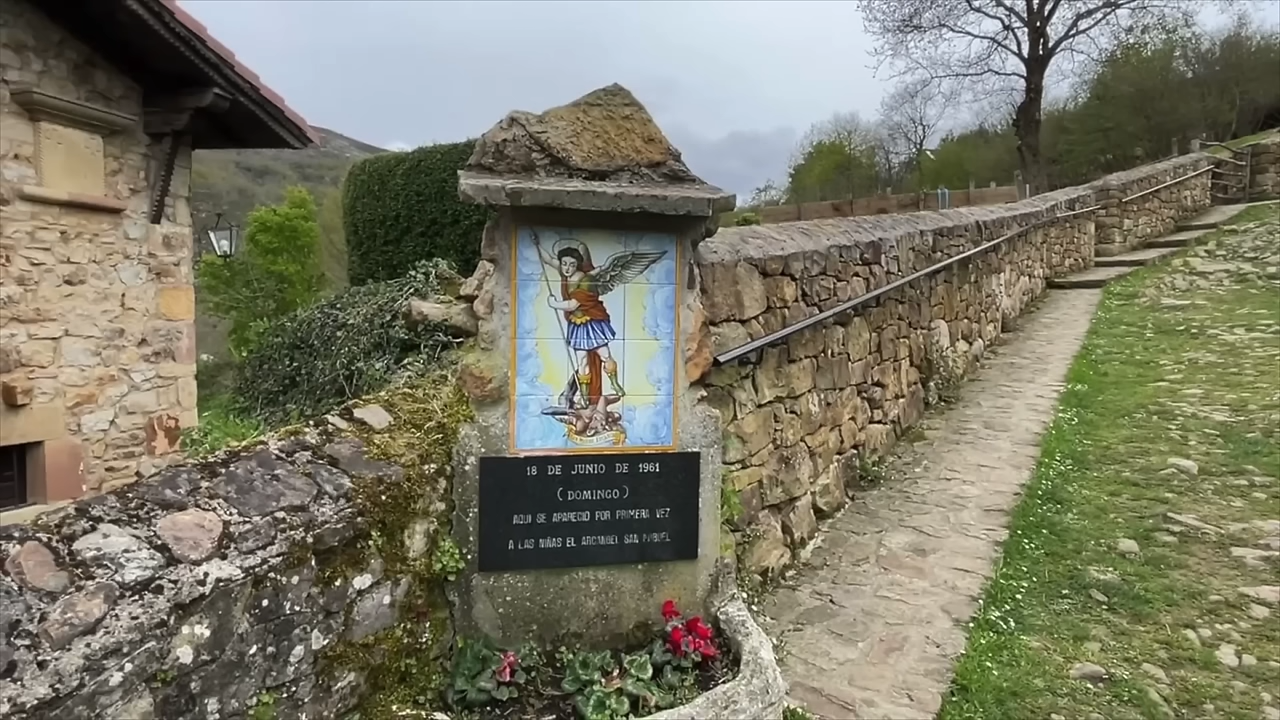 18 DE JUNIO DE 1961
(DOMINGO)
AQUI SE APARECIO POR PRIMERA VEZ
A LAS NIÑAS EL ARCANGEL SAN MIGUEL